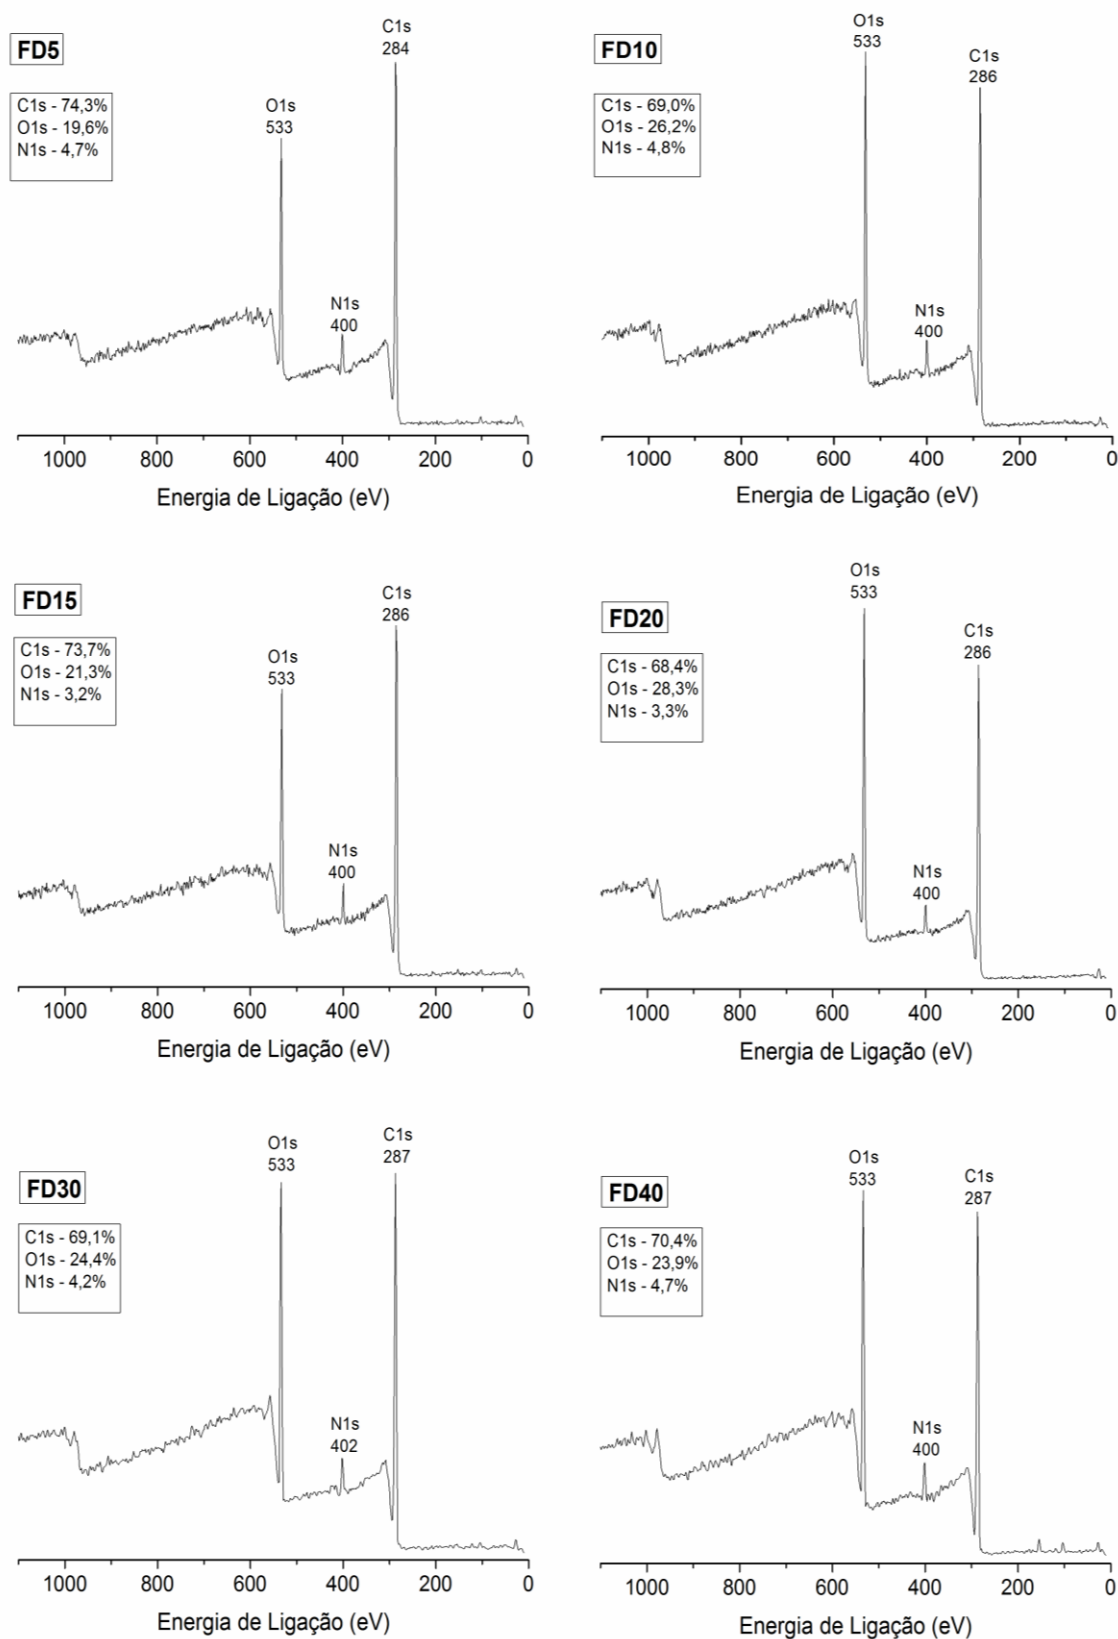 FD5
C1s - 74,3%
O1s - 19,6%
N1s - 4,7%
O1s
533
N1s
400
C1s
284
1000 800 600 400 200 0
Energia de Ligação (eV)
FD10
C1s - 69,0%
O1s - 26,2%
N1s - 4,8%
O1s
533
N1s
400
C1s
286
1000 800 600 400 200 0
Energia de Ligação (eV)
FD15
C1s - 73,7%
O1s - 21,3%
N1s - 3,2%
O1s
533
N1s
400
C1s
286
1000 800 600 400 200 0
Energia de Ligação (eV)
FD20
C1s - 68,4%
O1s - 28,3%
N1s - 3,3%
O1s
533
N1s
400
C1s
286
1000 800 600 400 200 0
Energia de Ligação (eV)
FD30
C1s - 69,1%
O1s - 24,4%
N1s - 4,2%
O1s
533
N1s
402
C1s
287
1000 800 600 400 200 0
Energia de Ligação (eV)
FD40
C1s - 70,4%
O1s - 23,9%
N1s - 4,7%
O1s
533
N1s
400
C1s
287
1000 800 600 400 200 0
Energia de Ligação (eV)